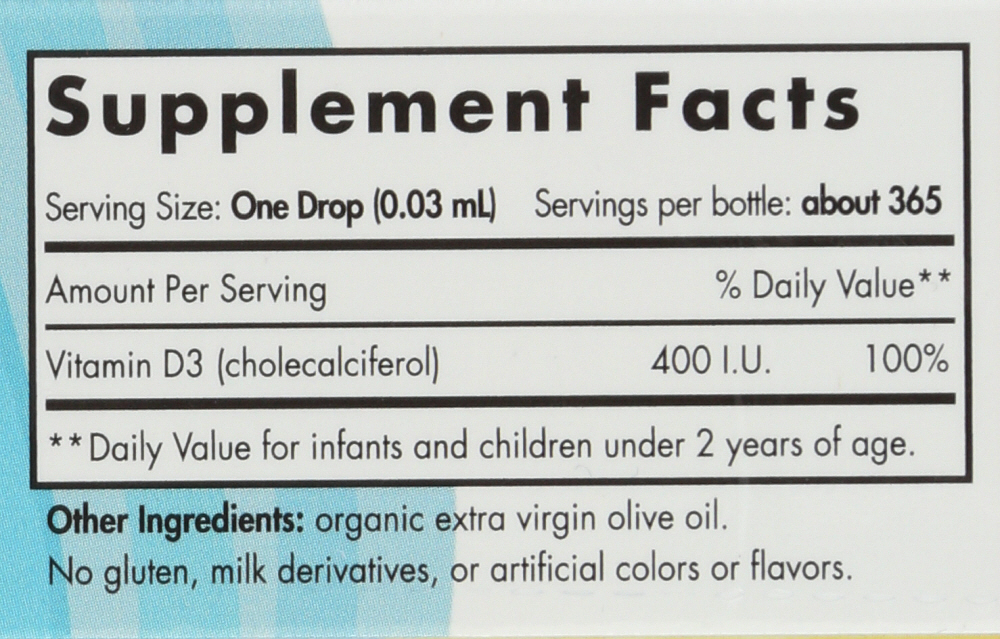 Supplement Facts
Serving Size: One Drop (0.03 mL) Servings per bottle: about 365
Amount Per Serving % Daily Value**
Vitamin D3 (cholecalciferol) 400 I.U. 100%
**Daily Value for infants and children under 2 years of age.
Other Ingredients: organic extra virgin olive oil.
No gluten, milk derivatives, or artificial colors or flavors.